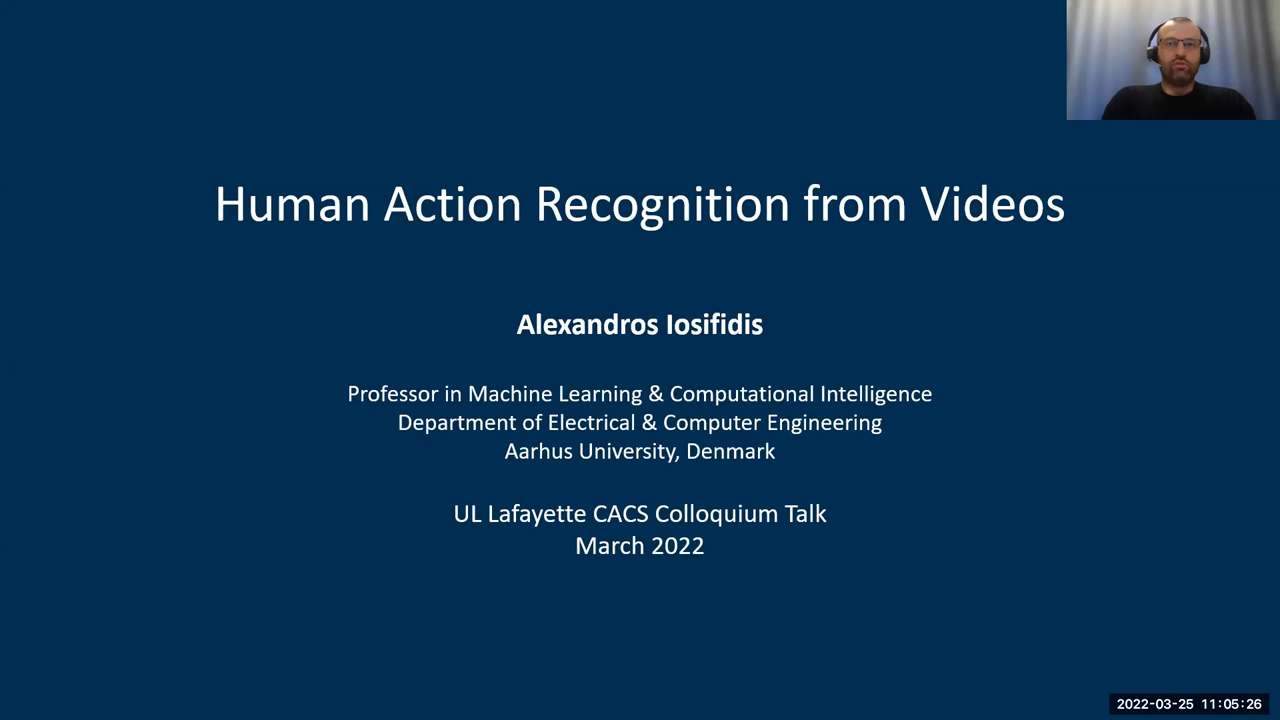 Human Action Recognition from Videos
Alexandros Iosifidis
Professor in Machine Learning & Computational Intelligence
Department of Electrical & Computer Engineering
Aarhus University, Denmark
UL Lafayette CACS Colloquium Talk
March 2022
2022-03-25 11:05:26